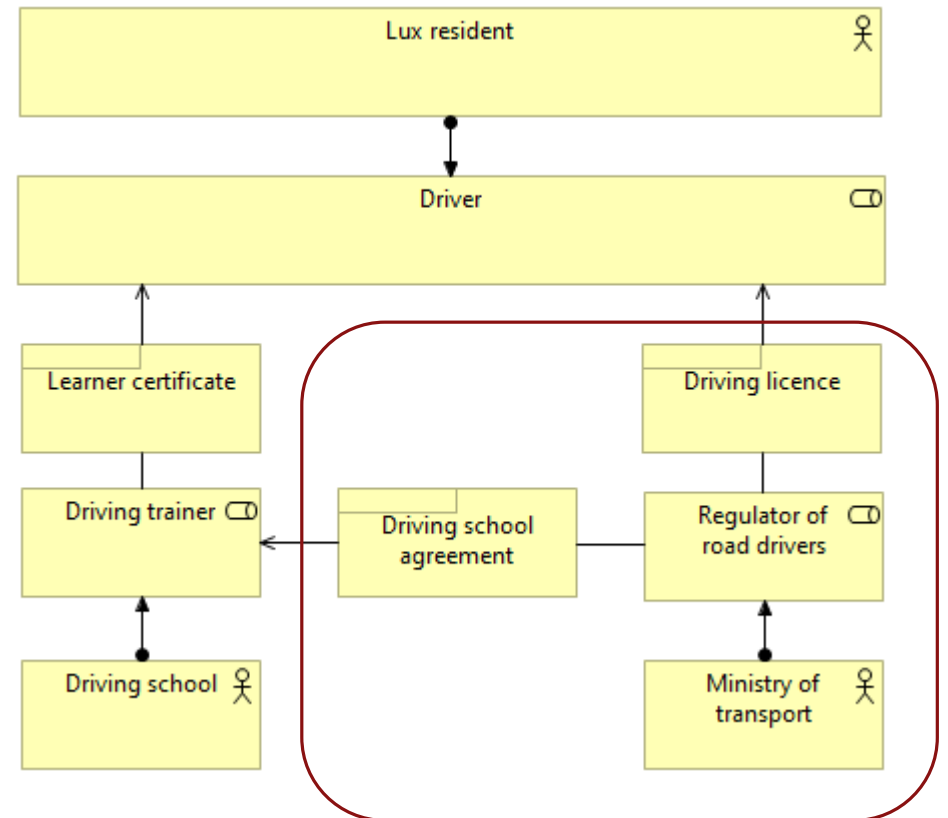 Lux resident
Driver
Learner certificate
Driving licence
Driving trainer
Driving school
agreement
Regulator of
road drivers
Driving school
Ministry of
transport